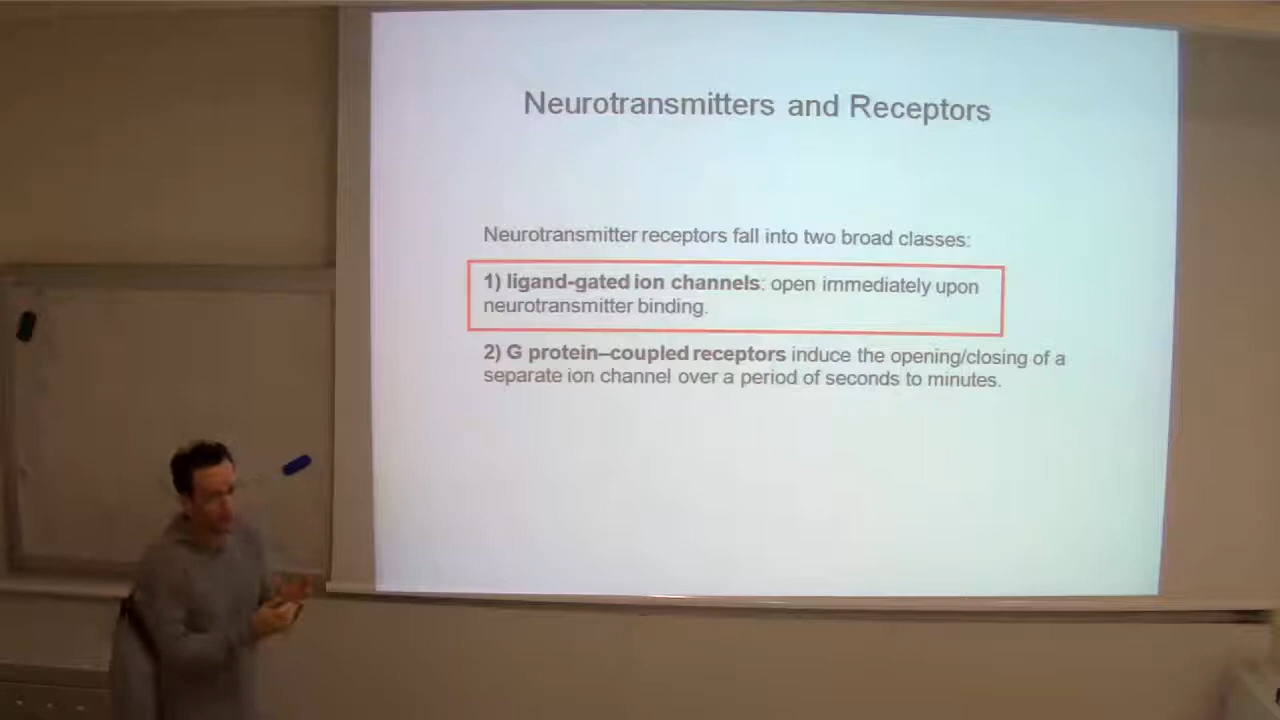 Neurotransmitters and Receptors
Neurotransmitter receptors fall into two broad classes:
1) ligand-gated ion channels: open immediately upon
neurotransmitter binding.
2) G protein–coupled receptors induce the opening/closing of a
separate ion channel over a period of seconds to minutes.